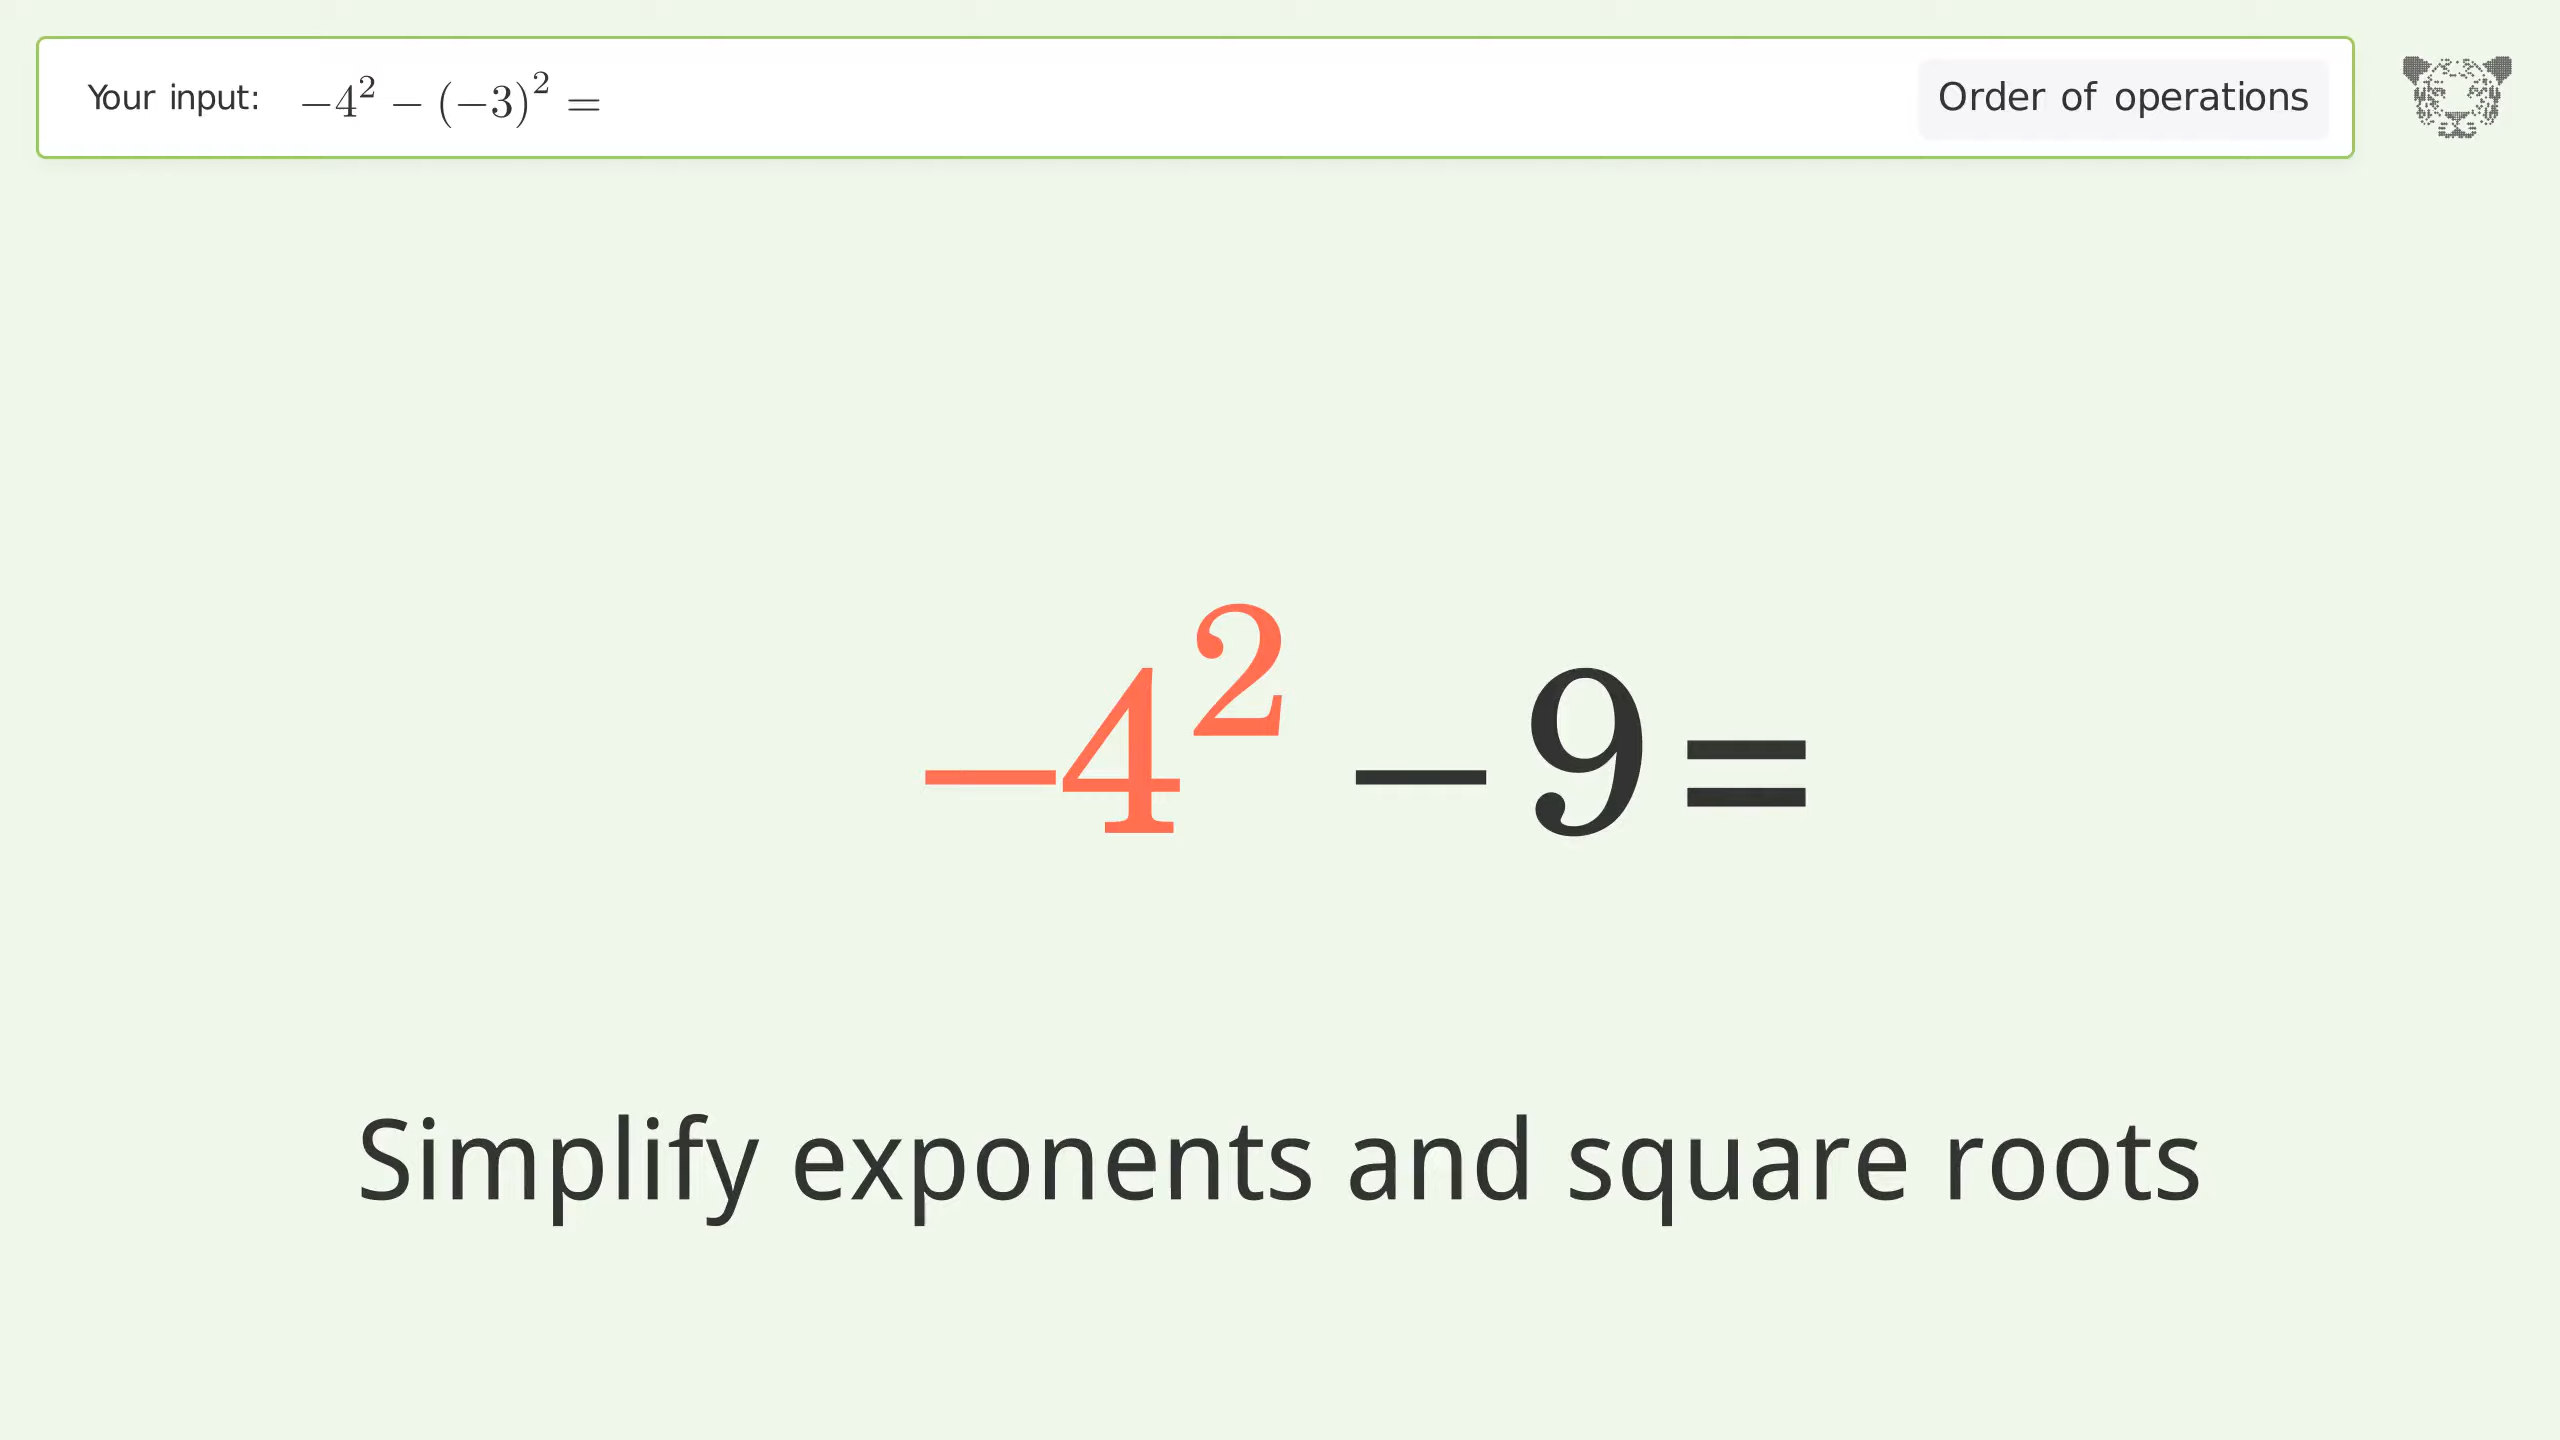 Your input: −4² − (−3)² =
Order of operations
−4² − 9 =
Simplify exponents and square roots